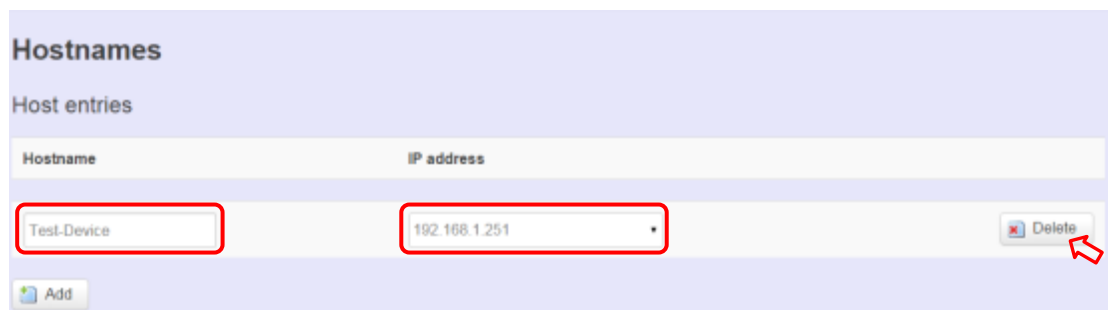 Hostnames
Host entries
Hostname IP address
Test-Device 192.168.1.251 Delete
Add